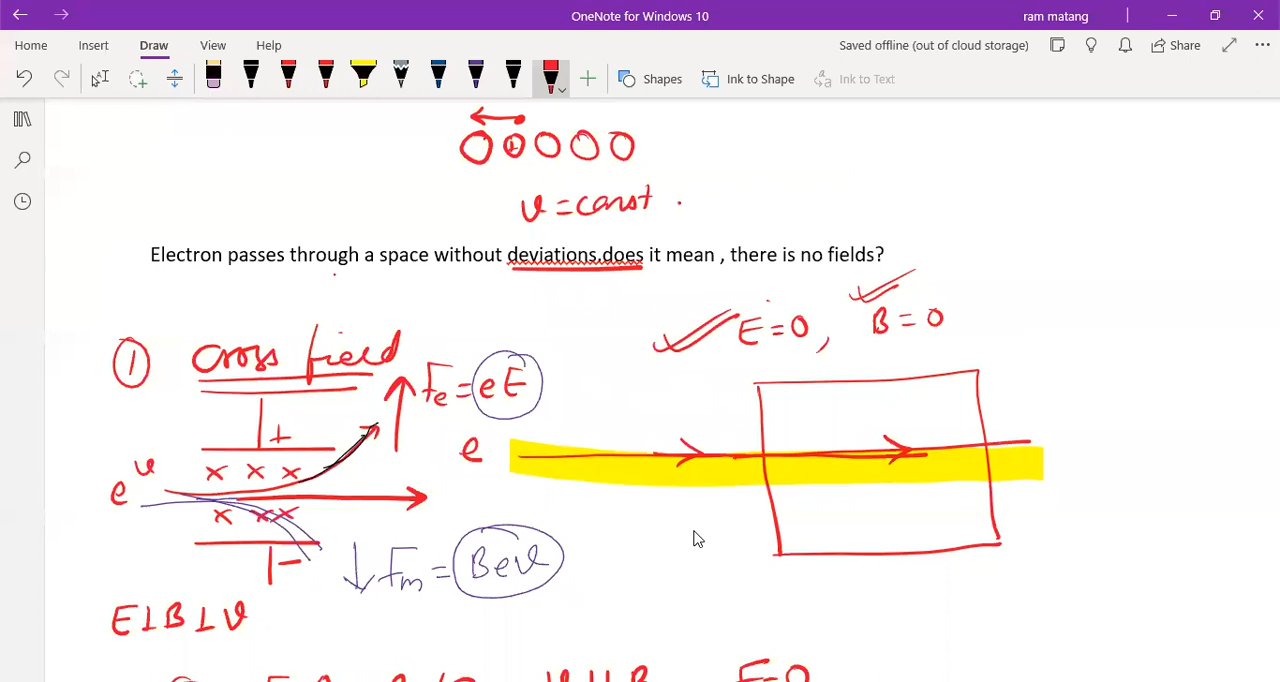 OneNote for Windows 10
ram matang
Home Insert Draw View Help
Saved offline (out of cloud storage)
Share
Shapes
Ink to Shape
Ink to Text
v = const .
Electron passes through a space without deviations.does it mean , there is no fields?
E = 0 , B = 0
1 Cross field
Fe = eE
+
x x x
e v
e
x x x
-
Fm = Bev
E ⊥ B ⊥ v
E=0